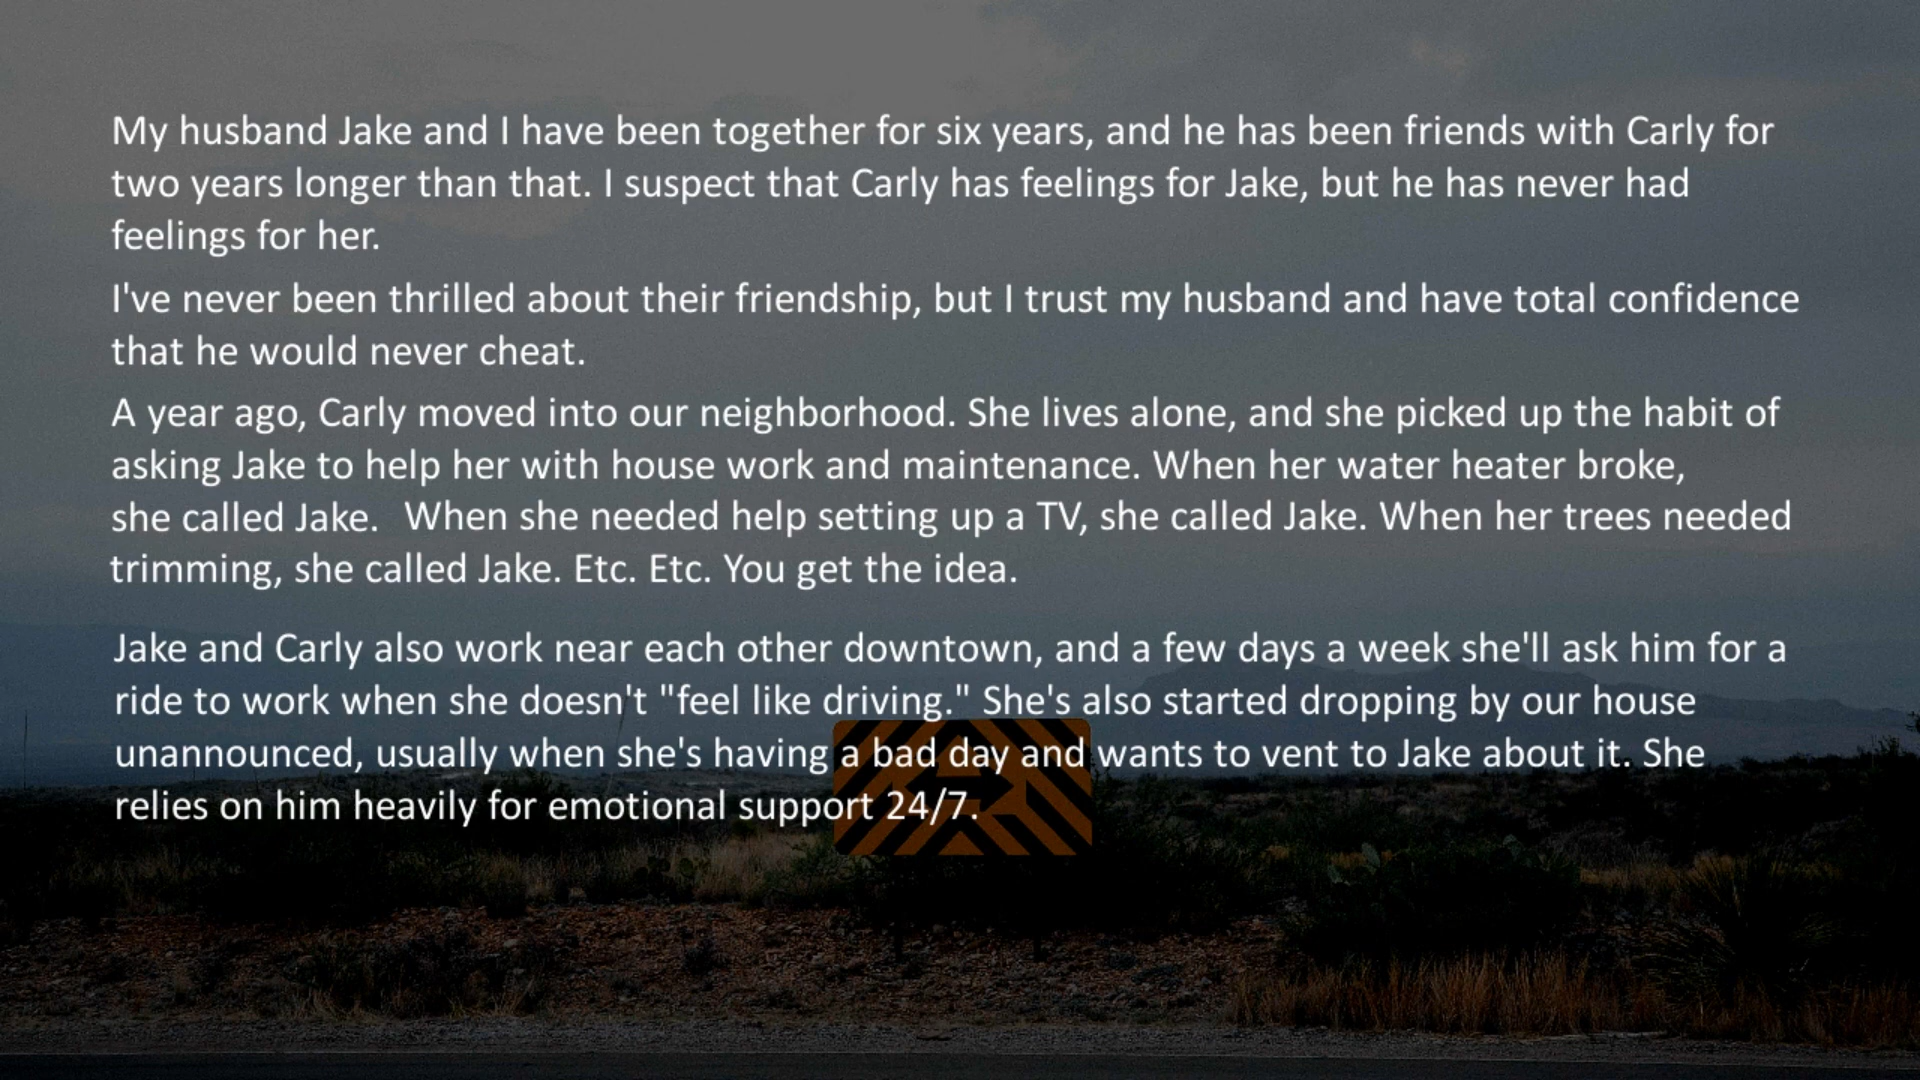 My husband Jake and I have been together for six years, and he has been friends with Carly for
two years longer than that. I suspect that Carly has feelings for Jake, but he has never had
feelings for her.
I've never been thrilled about their friendship, but I trust my husband and have total confidence
that he would never cheat.
A year ago, Carly moved into our neighborhood. She lives alone, and she picked up the habit of
asking Jake to help her with house work and maintenance. When her water heater broke,
she called Jake. When she needed help setting up a TV, she called Jake. When her trees needed
trimming, she called Jake. Etc. Etc. You get the idea.
Jake and Carly also work near each other downtown, and a few days a week she'll ask him for a
ride to work when she doesn't "feel like driving." She's also started dropping by our house
unannounced, usually when she's having a bad day and wants to vent to Jake about it. She
relies on him heavily for emotional support 24/7.